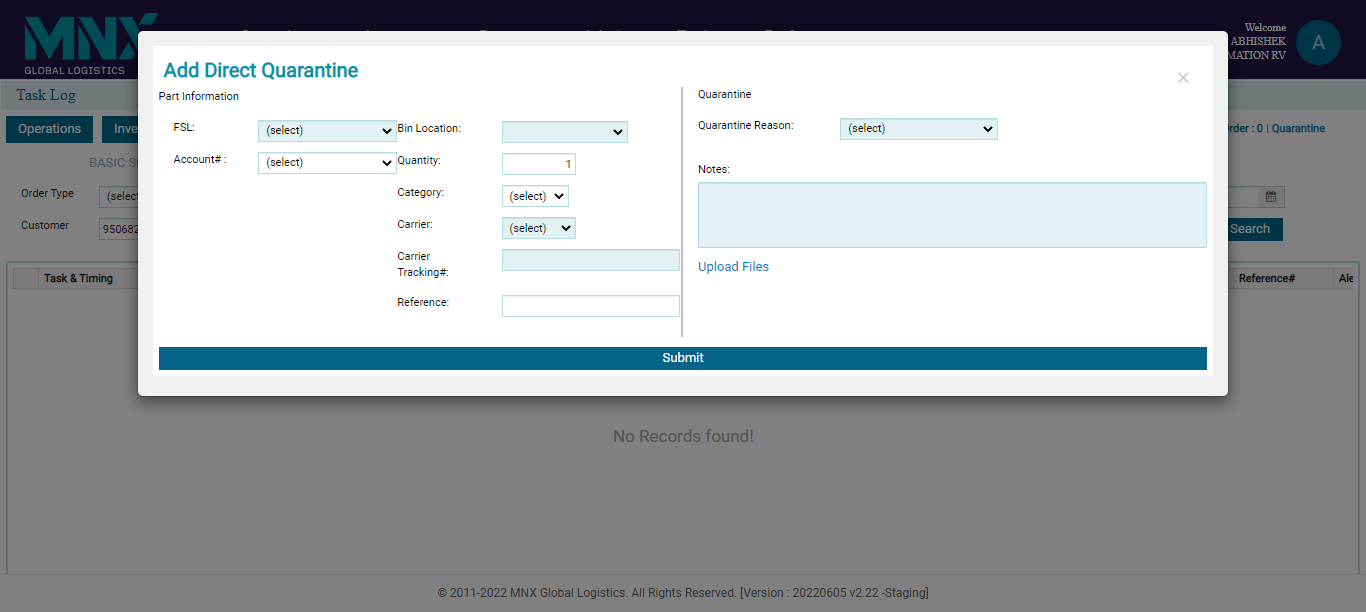 MNX
GLOBAL LOGISTICS
Welcome
ABHISHEK
MATION RV
A
Task Log
Operations
Inve
rder : 0 | Quarantine
BASIC S
Order Type
(select
Customer
950682
Search
Task & Timing
Reference#
Ale
Add Direct Quarantine
×
Part Information
FSL:
(select)
Account# :
(select)
Bin Location:
Quantity:
1
Category:
(select)
Carrier:
(select)
Carrier
Tracking#:
Reference:
Quarantine
Quarantine Reason:
(select)
Notes:
Upload Files
Submit
No Records found!
© 2011-2022 MNX Global Logistics. All Rights Reserved. [Version : 20220605 v2.22 -Staging]